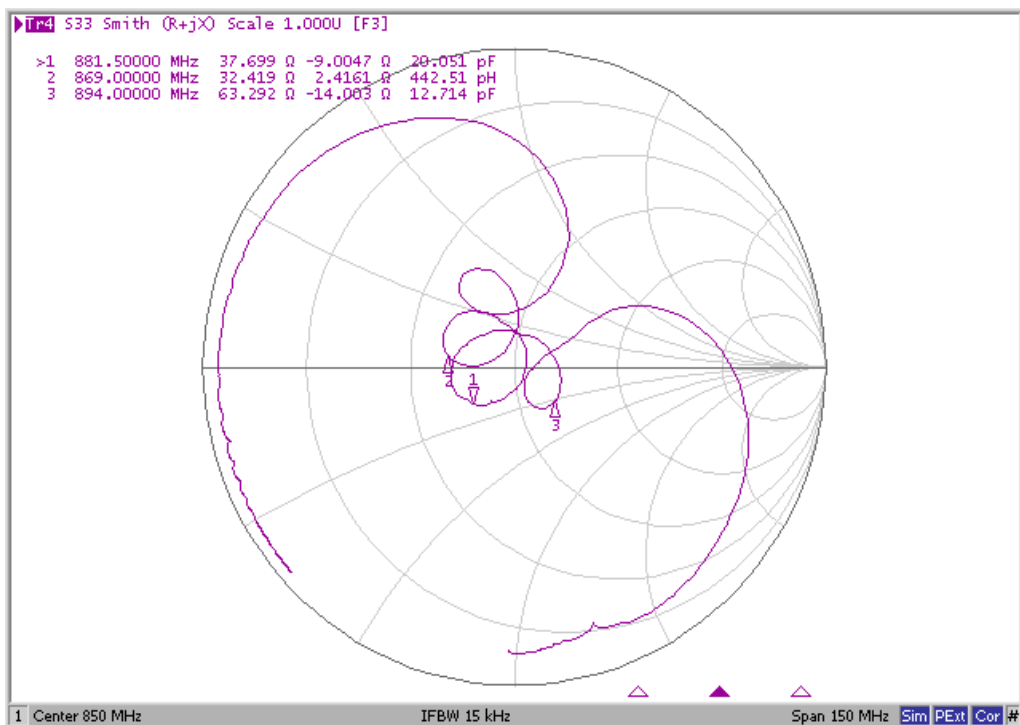 Tr4 S33 Smith (R+jX) Scale 1.000U [F3]
>1 881.50000 MHz 37.699 Ω -9.0047 Ω 20.051 pF
2 869.00000 MHz 32.419 Ω 2.4161 Ω 442.51 pH
3 894.00000 MHz 63.292 Ω -14.003 Ω 12.714 pF
2
1
3
1 Center 850 MHz IFBW 15 kHz Span 150 MHz Sim PExt Cor #